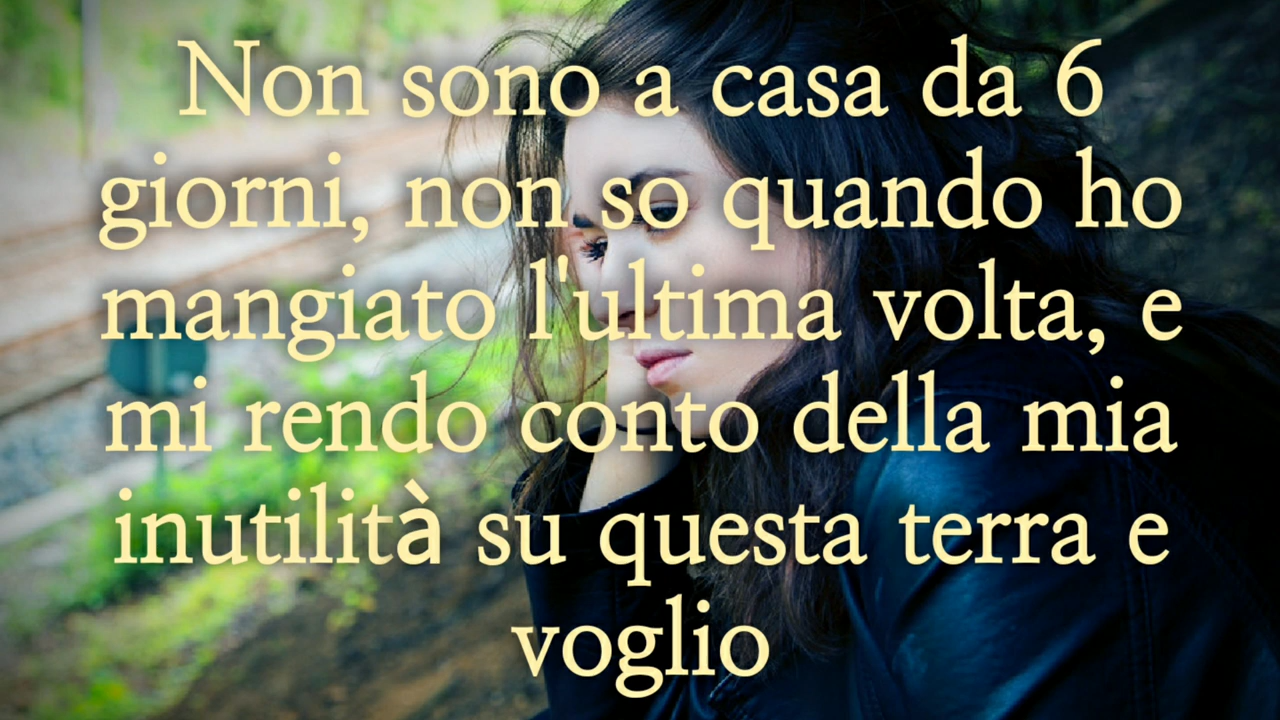 Non sono a casa da 6
giorni, non so quando ho
mangiato l'ultima volta, e
mi rendo conto della mia
inutilità su questa terra e
voglio